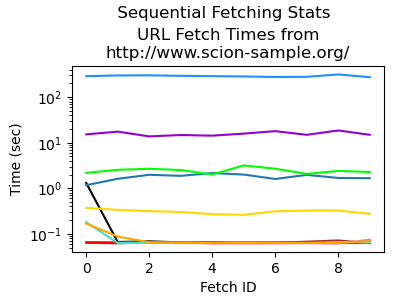 Sequential Fetching Stats
URL Fetch Times from
http://www.scion-sample.org/
10²
10¹
10⁰
10⁻¹
Time (sec)
0 2 4 6 8
Fetch ID